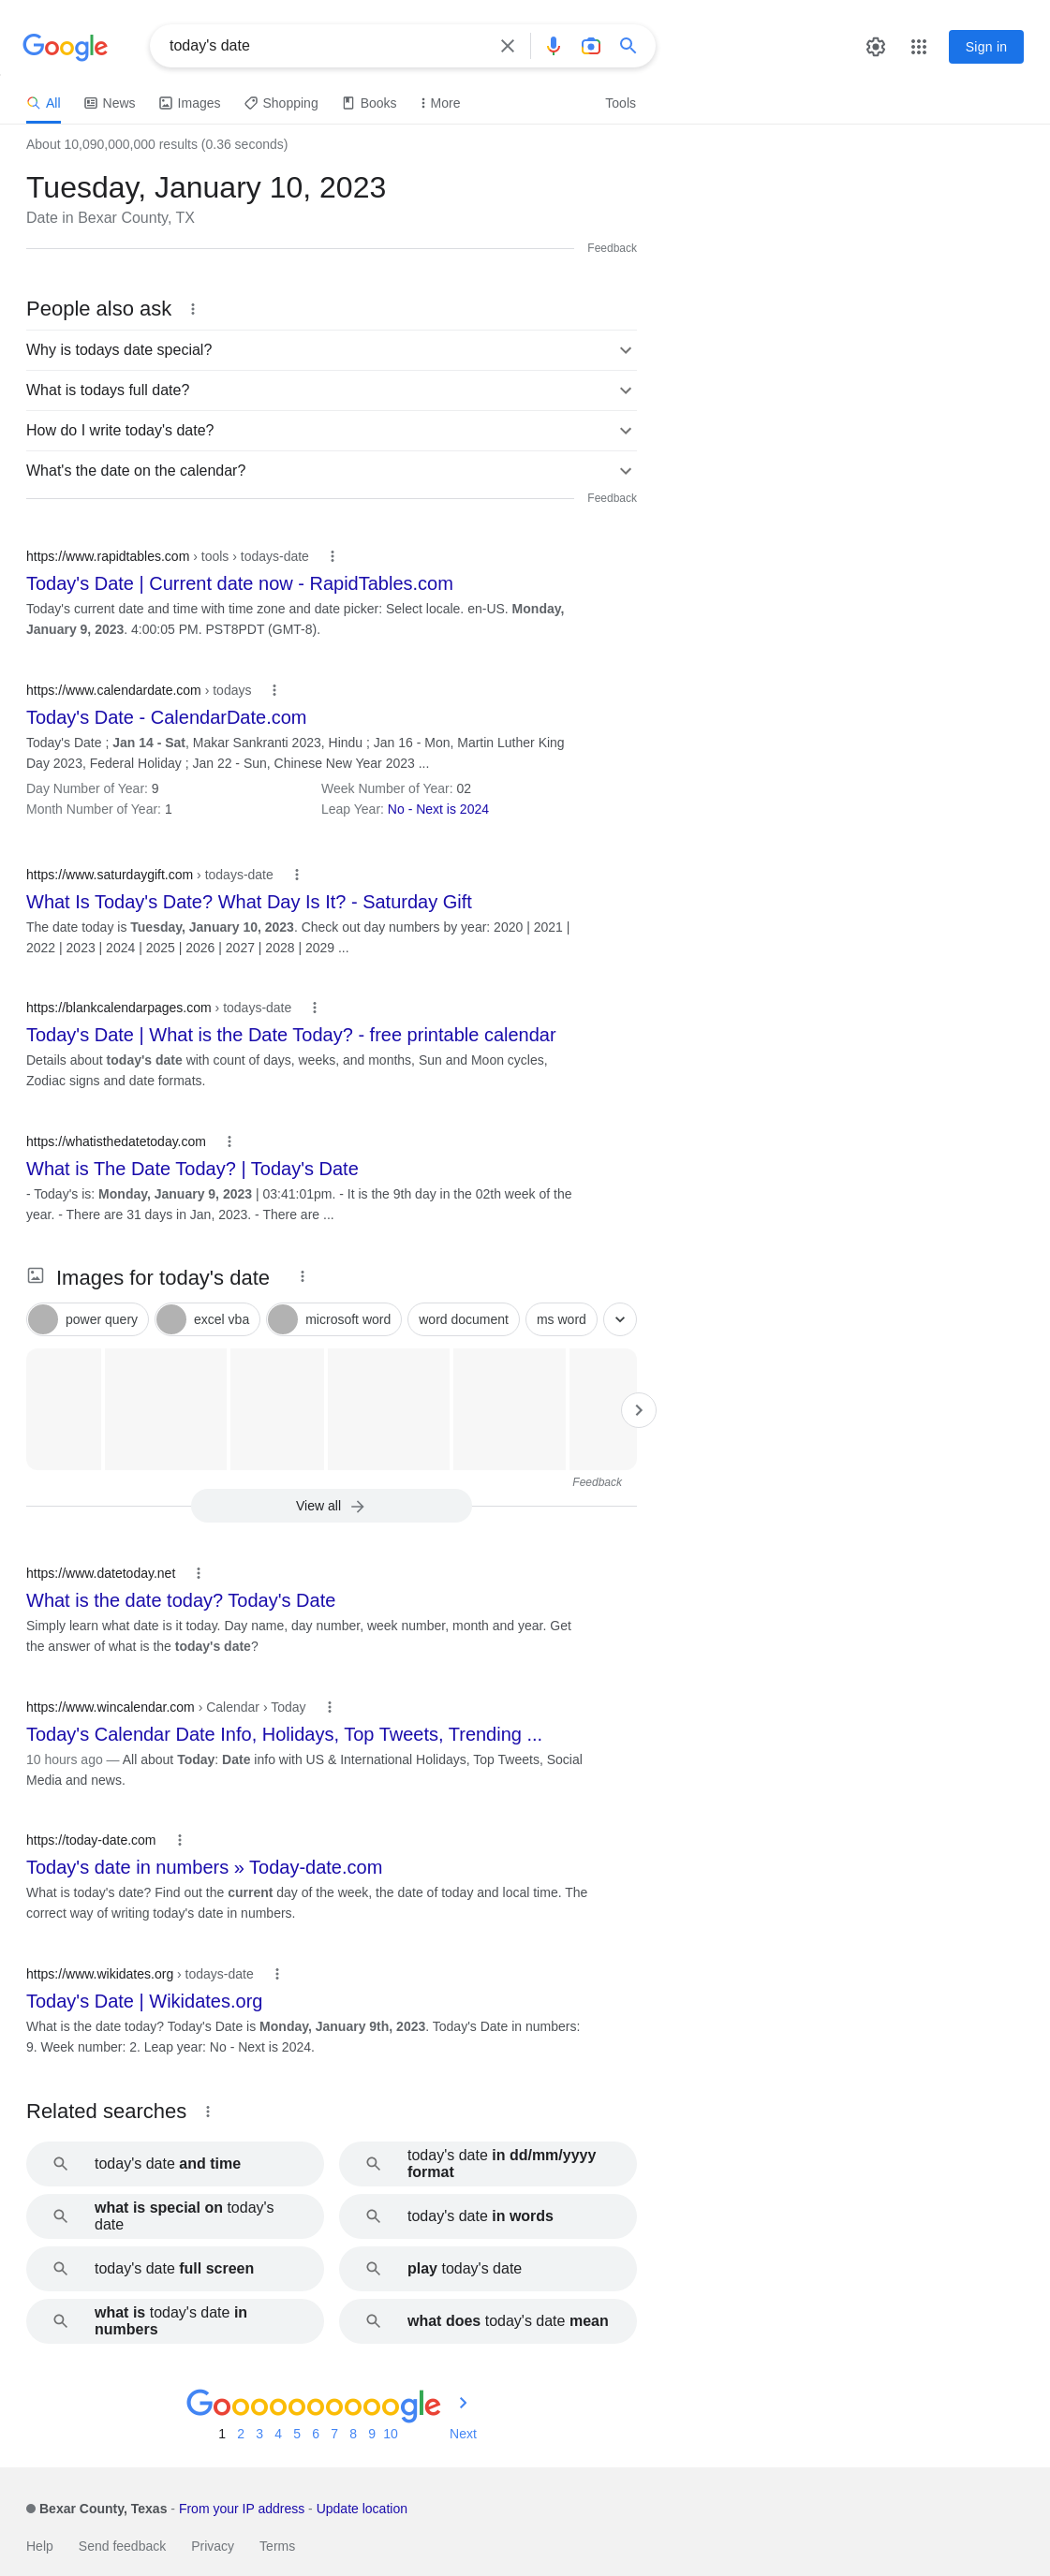 Google
today's date
Sign in
All News Images Shopping Books More Tools
About 10,090,000,000 results (0.36 seconds)
Tuesday, January 10, 2023
Date in Bexar County, TX
Feedback
People also ask
Why is todays date special?
What is todays full date?
How do I write today's date?
What's the date on the calendar?
Feedback
https://www.rapidtables.com › tools › todays-date
Today's Date | Current date now - RapidTables.com
Today's current date and time with time zone and date picker: Select locale. en-US. Monday,
January 9, 2023. 4:00:05 PM. PST8PDT (GMT-8).
https://www.calendardate.com › todays
Today's Date - CalendarDate.com
Today's Date ; Jan 14 - Sat, Makar Sankranti 2023, Hindu ; Jan 16 - Mon, Martin Luther King
Day 2023, Federal Holiday ; Jan 22 - Sun, Chinese New Year 2023 ...
Day Number of Year: 9 Week Number of Year: 02
Month Number of Year: 1 Leap Year: No - Next is 2024
https://www.saturdaygift.com › todays-date
What Is Today's Date? What Day Is It? - Saturday Gift
The date today is Tuesday, January 10, 2023. Check out day numbers by year: 2020 | 2021 |
2022 | 2023 | 2024 | 2025 | 2026 | 2027 | 2028 | 2029 ...
https://blankcalendarpages.com › todays-date
Today's Date | What is the Date Today? - free printable calendar
Details about today's date with count of days, weeks, and months, Sun and Moon cycles,
Zodiac signs and date formats.
https://whatisthedatetoday.com
What is The Date Today? | Today's Date
- Today's is: Monday, January 9, 2023 | 03:41:01pm. - It is the 9th day in the 02th week of the
year. - There are 31 days in Jan, 2023. - There are ...
Images for today's date
power query excel vba microsoft word word document ms word
Feedback
View all
https://www.datetoday.net
What is the date today? Today's Date
Simply learn what date is it today. Day name, day number, week number, month and year. Get
the answer of what is the today's date?
https://www.wincalendar.com › Calendar › Today
Today's Calendar Date Info, Holidays, Top Tweets, Trending ...
10 hours ago — All about Today: Date info with US & International Holidays, Top Tweets, Social
Media and news.
https://today-date.com
Today's date in numbers » Today-date.com
What is today's date? Find out the current day of the week, the date of today and local time. The
correct way of writing today's date in numbers.
https://www.wikidates.org › todays-date
Today's Date | Wikidates.org
What is the date today? Today's Date is Monday, January 9th, 2023. Today's Date in numbers:
9. Week nwnber: 2. Leap year: No - Next is 2024.
Related searches
today's date and time
today's date in dd/mm/yyyy
format
what is special on today's
date
today's date in words
today's date full screen
play today's date
what is today's date in
numbers
what does today's date mean
Goooooooooogle
1 2 3 4 5 6 7 8 9 10 Next
Bexar County, Texas - From your IP address - Update location
Help Send feedback Privacy Terms